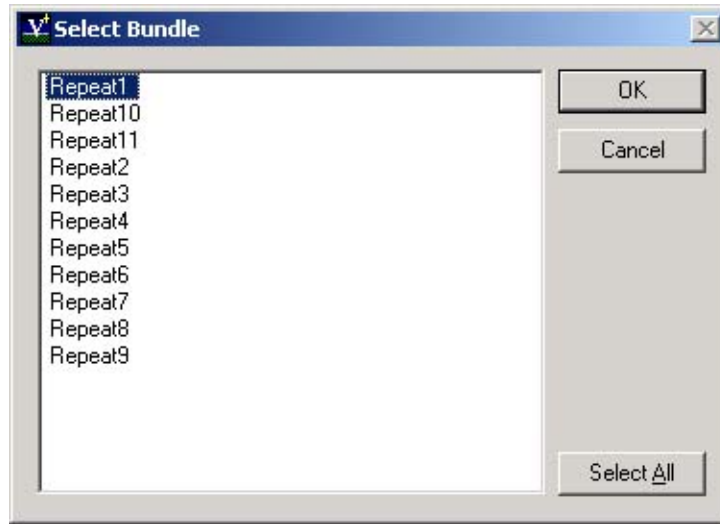 Select Bundle
Repeat1
Repeat10
Repeat11
Repeat2
Repeat3
Repeat4
Repeat5
Repeat6
Repeat7
Repeat8
Repeat9
OK
Cancel
Select All